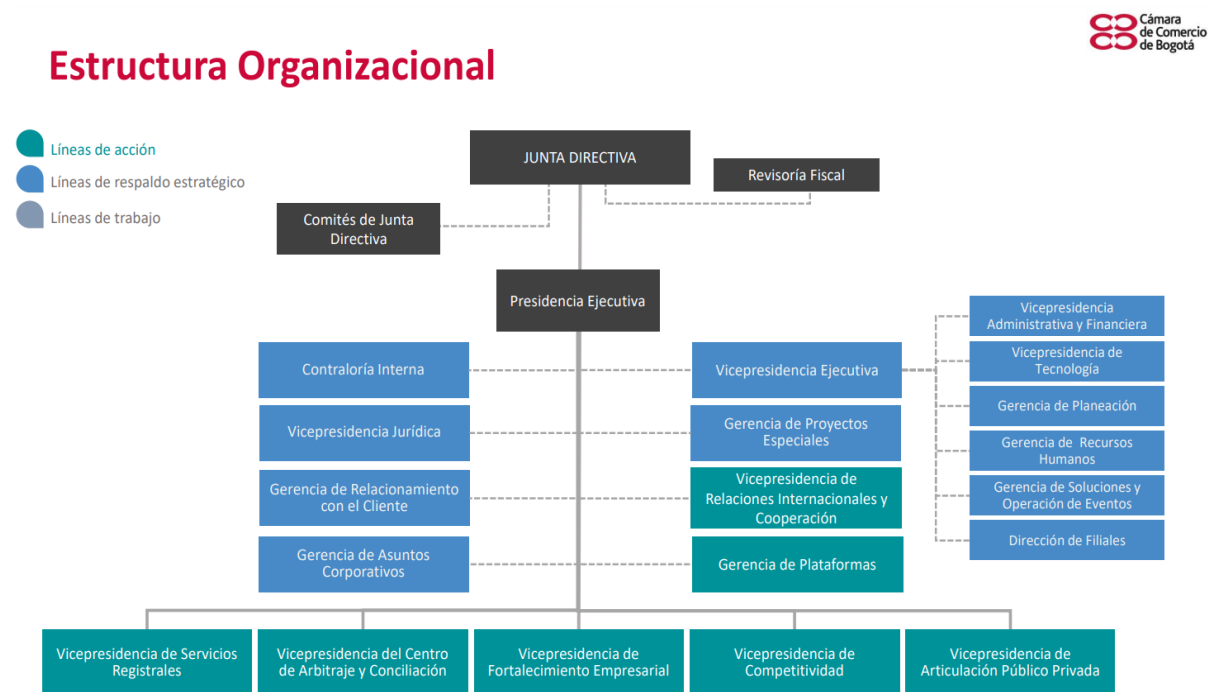 Cámara
de Comercio
de Bogotá
Estructura Organizacional
Líneas de acción
Líneas de respaldo estratégico
Líneas de trabajo
JUNTA DIRECTIVA
Revisoría Fiscal
Comités de Junta
Directiva
Presidencia Ejecutiva
Contraloría Interna
Vicepresidencia Jurídica
Gerencia de Relacionamiento
con el Cliente
Gerencia de Asuntos
Corporativos
Vicepresidencia Ejecutiva
Gerencia de Proyectos
Especiales
Vicepresidencia de
Relaciones Internacionales y
Cooperación
Gerencia de Plataformas
Vicepresidencia
Administrativa y Financiera
Vicepresidencia de
Tecnología
Gerencia de Planeación
Gerencia de Recursos
Humanos
Gerencia de Soluciones y
Operación de Eventos
Dirección de Filiales
Vicepresidencia de Servicios
Registrales
Vicepresidencia del Centro
de Arbitraje y Conciliación
Vicepresidencia de
Fortalecimiento Empresarial
Vicepresidencia de
Competitividad
Vicepresidencia de
Articulación Público Privada